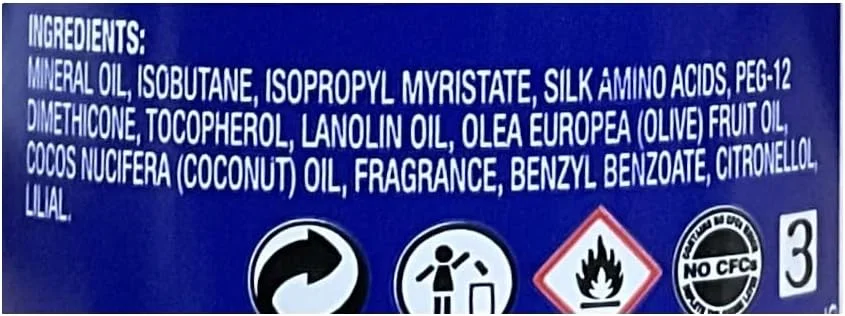 INGREDIENTS:
MINERAL OIL, ISOBUTANE, ISOPROPYL MYRISTATE, SILK AMINO ACIDS, PEG-12
DIMETHICONE, TOCOPHEROL, LANOLIN OIL, OLEA EUROPEA (OLIVE) FRUIT OIL,
COCOS NUCIFERA (COCONUT) OIL, FRAGRANCE, BENZYL BENZOATE, CITRONELLOL,
LILIAL.
NO CFCs
3